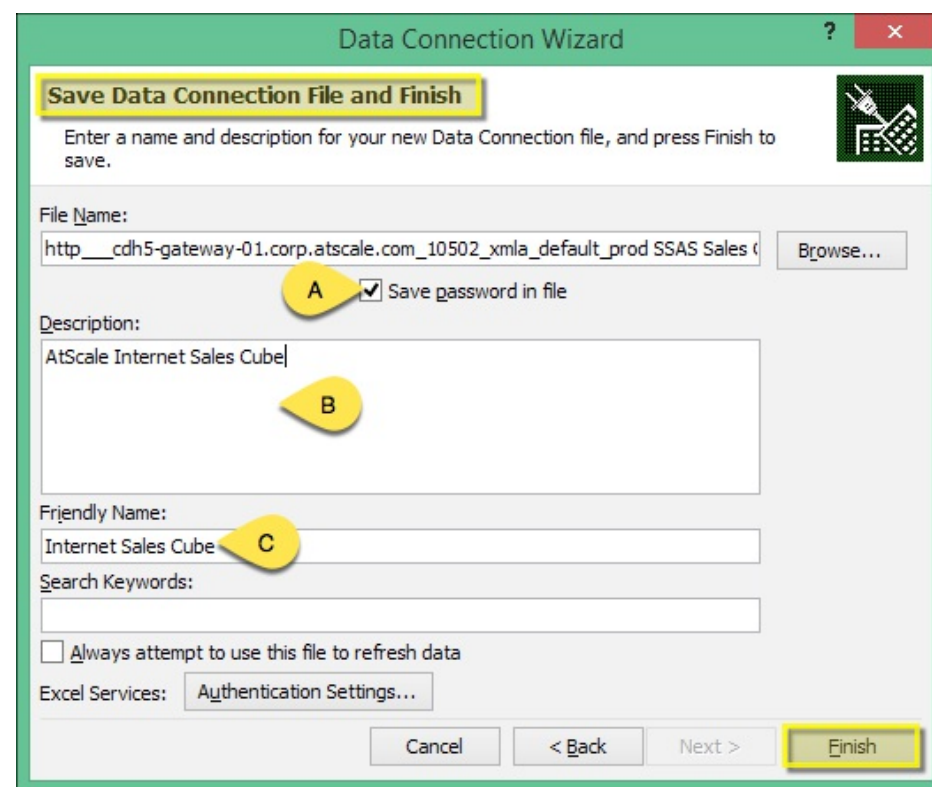 Data Connection Wizard ? ×
Save Data Connection File and Finish
Enter a name and description for your new Data Connection file, and press Finish to
save.
File Name:
http___cdh5-gateway-01.corp.atscale.com_10502_xmla_default_prod SSAS Sales Browse...
A Save password in file
Description:
AtScale Internet Sales Cube
B
Friendly Name:
Internet Sales Cube C
Search Keywords:
Always attempt to use this file to refresh data
Excel Services: Authentication Settings...
Cancel < Back Next > Finish